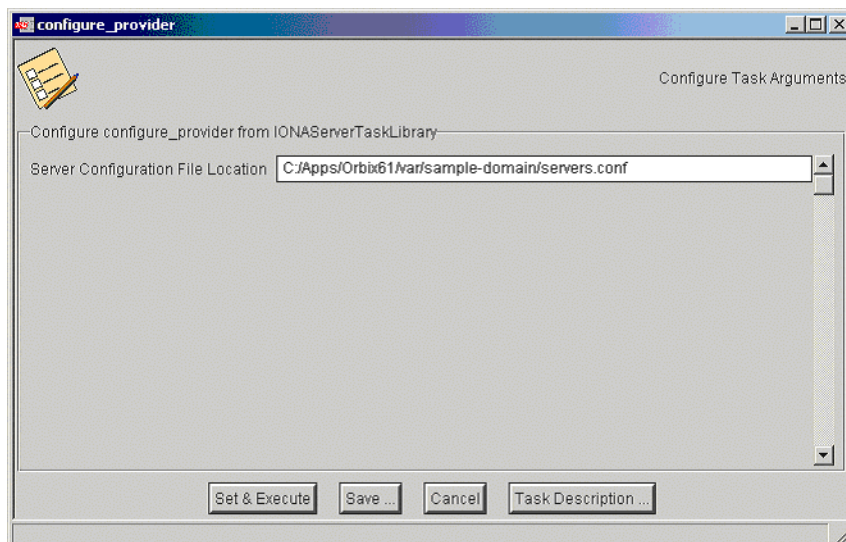 configure_provider
Configure Task Arguments
Configure configure_provider from IONAServerTaskLibrary
Server Configuration File Location C:/Apps/Orbix61/var/sample-domain/servers.conf
Set & Execute Save ... Cancel Task Description ...